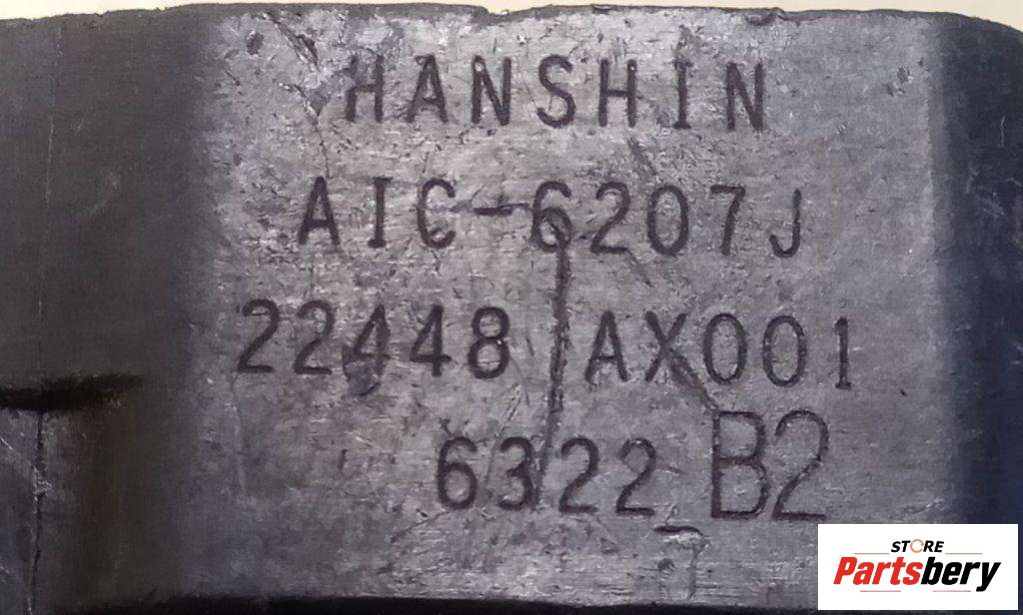 HANSHIN
AIC-6207J
22448 AX001
6322 B2
STORE
Partsbery